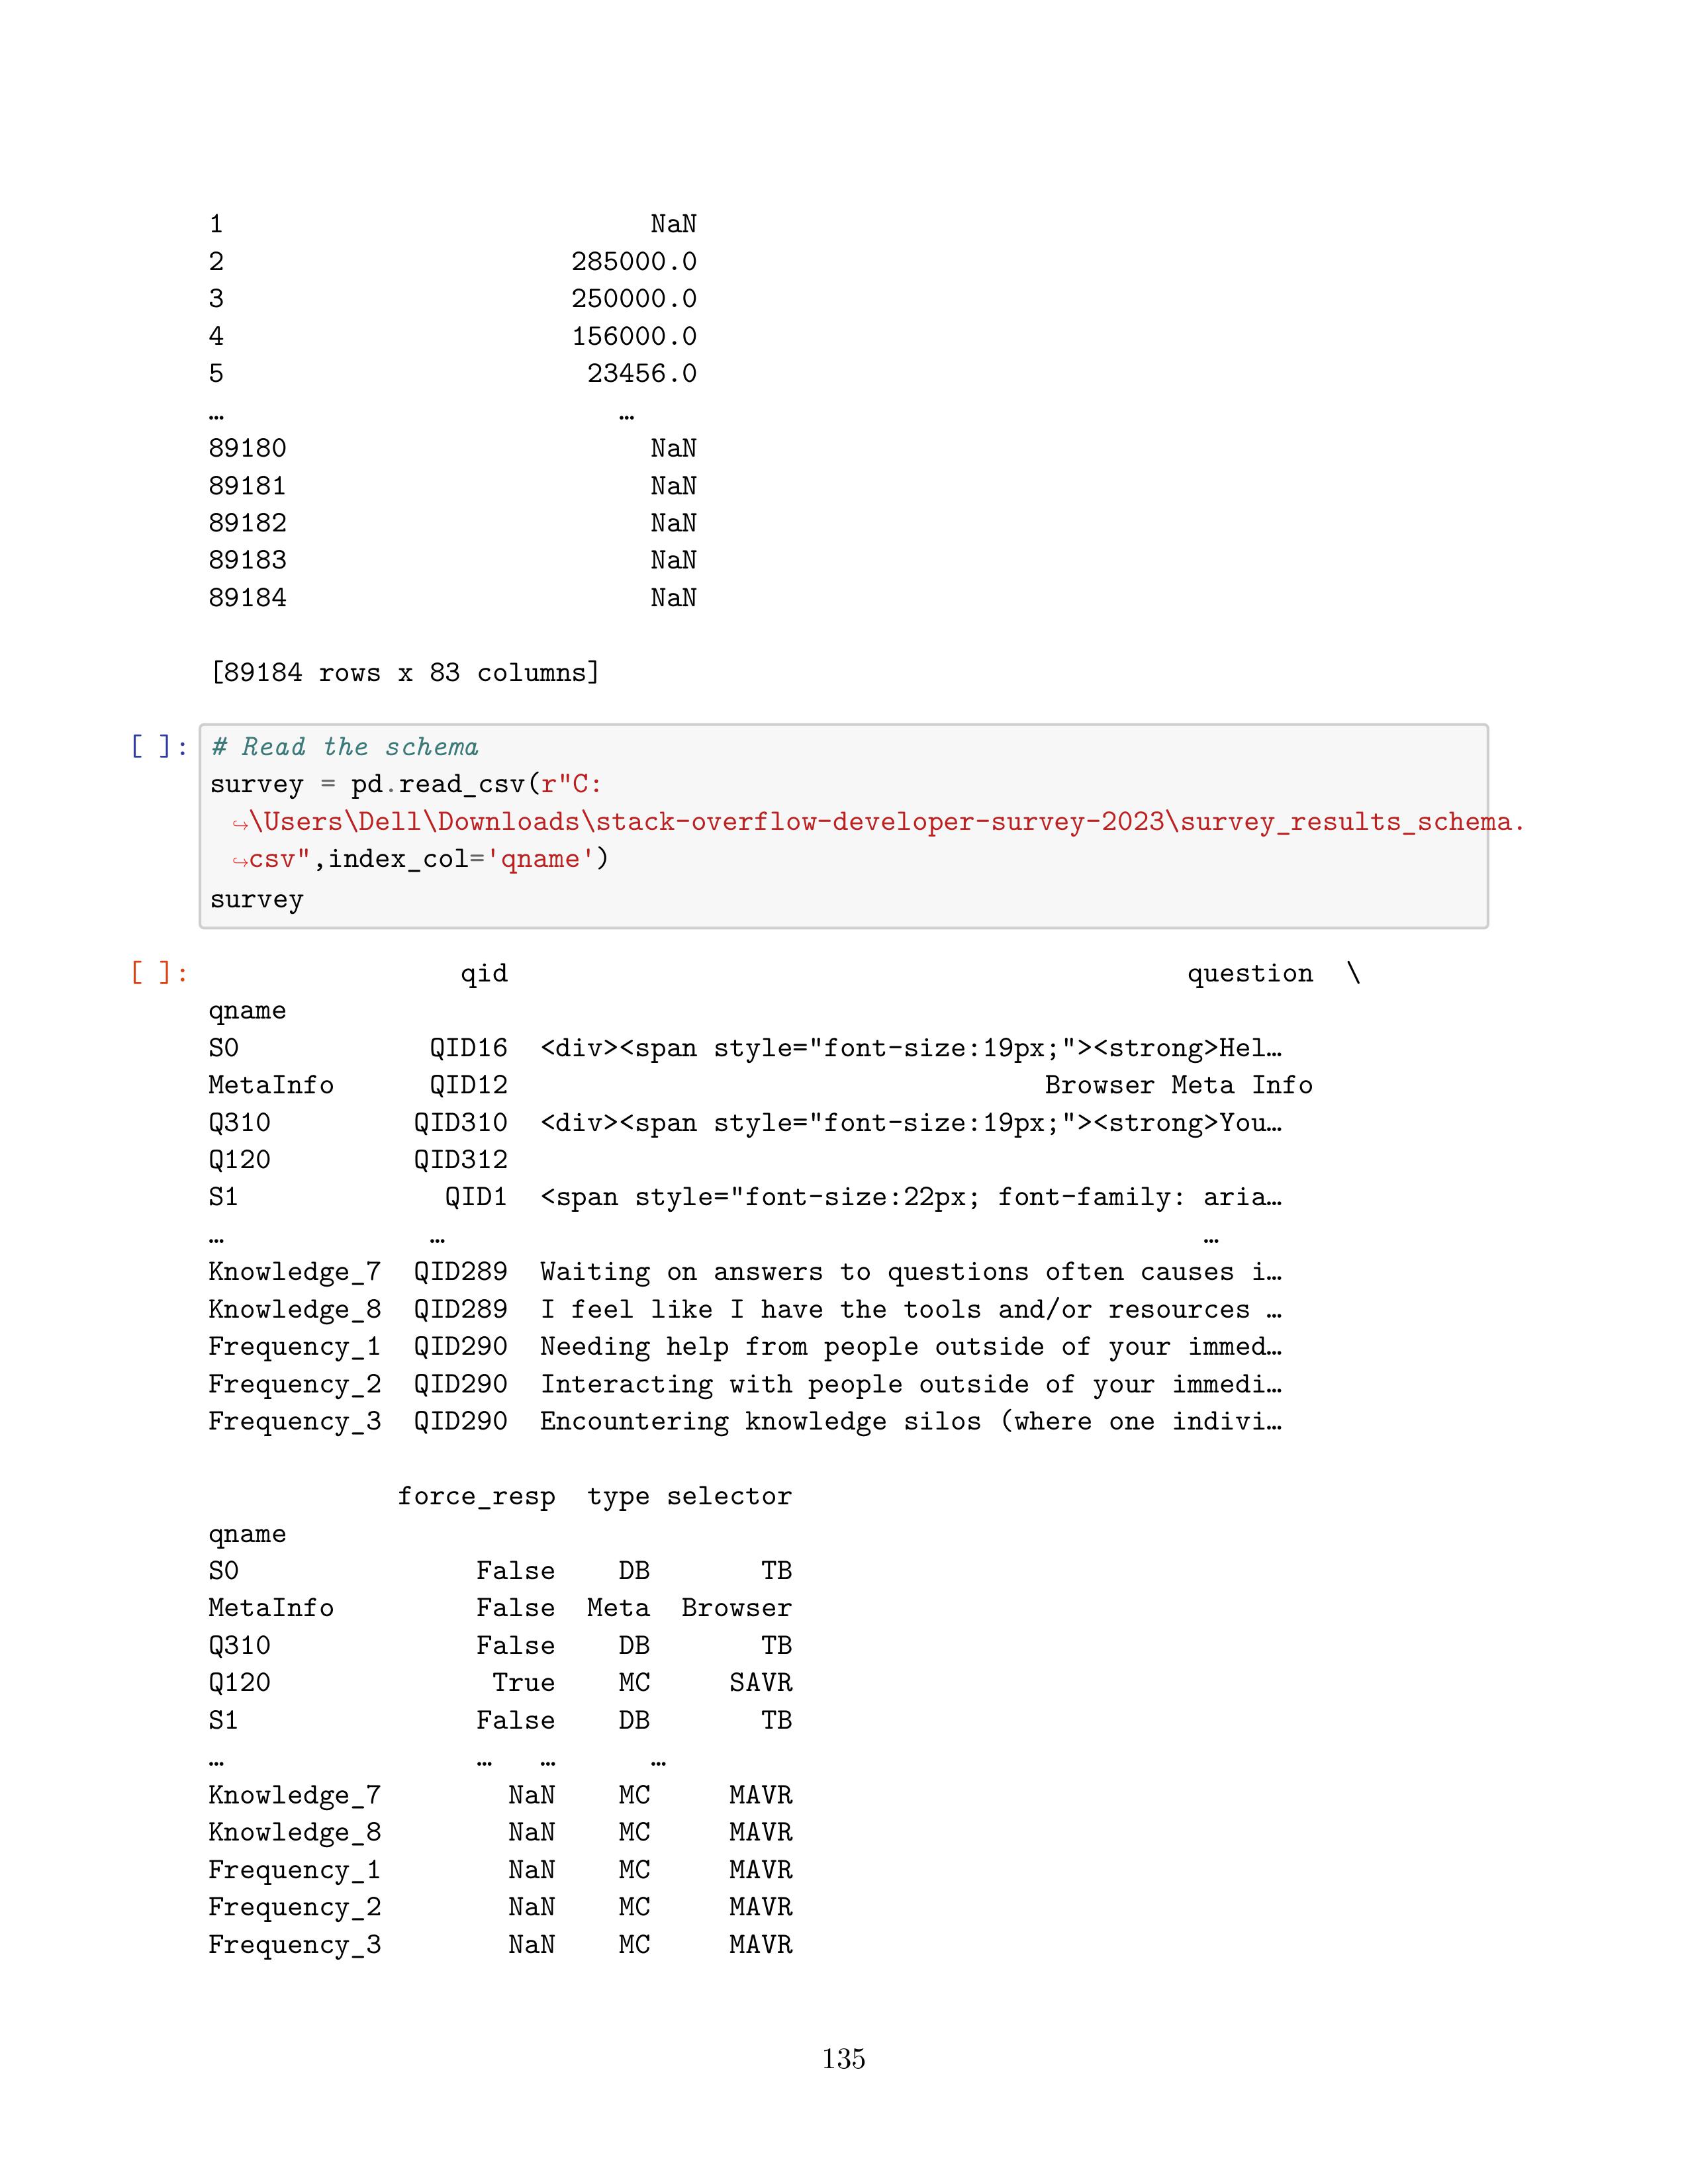 1 NaN
2 285000.0
3 250000.0
4 156000.0
5 23456.0
… …
89180 NaN
89181 NaN
89182 NaN
89183 NaN
89184 NaN
[89184 rows x 83 columns]
[ ]: # Read the schema
survey = pd.read_csv(r"C:
↪\Users\Dell\Downloads\stack-overflow-developer-survey-2023\survey_results_schema.
↪csv",index_col='qname')
survey
[ ]: qid question \
qname
S0 QID16 <div><span style="font-size:19px;"><strong>Hel…
MetaInfo QID12 Browser Meta Info
Q310 QID310 <div><span style="font-size:19px;"><strong>You…
Q120 QID312
S1 QID1 <span style="font-size:22px; font-family: aria…
… … …
Knowledge_7 QID289 Waiting on answers to questions often causes i…
Knowledge_8 QID289 I feel like I have the tools and/or resources …
Frequency_1 QID290 Needing help from people outside of your immed…
Frequency_2 QID290 Interacting with people outside of your immedi…
Frequency_3 QID290 Encountering knowledge silos (where one indivi…
force_resp type selector
qname
S0 False DB TB
MetaInfo False Meta Browser
Q310 False DB TB
Q120 True MC SAVR
S1 False DB TB
… … … …
Knowledge_7 NaN MC MAVR
Knowledge_8 NaN MC MAVR
Frequency_1 NaN MC MAVR
Frequency_2 NaN MC MAVR
Frequency_3 NaN MC MAVR
135